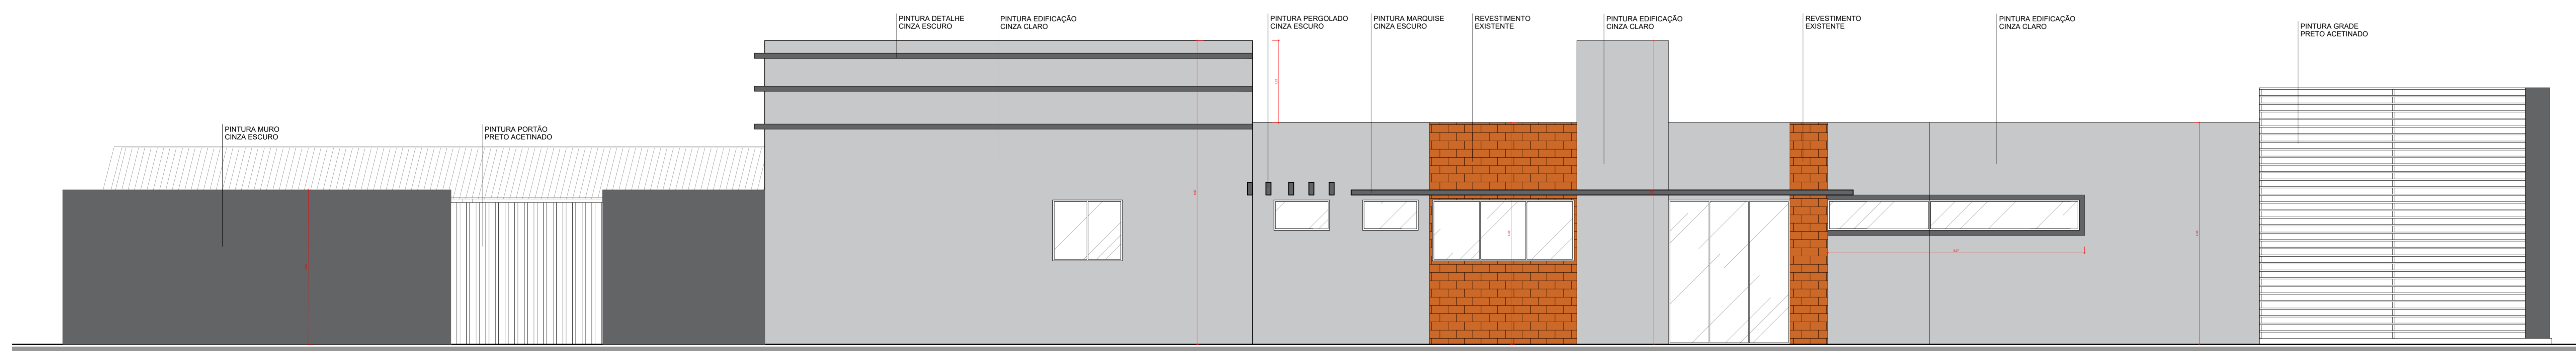 PINTURA DETALHE
CINZA ESCURO
PINTURA EDIFICAÇÃO
CINZA CLARO
PINTURA PERGOLADO
CINZA ESCURO
PINTURA MARQUISE
CINZA ESCURO
REVESTIMENTO
EXISTENTE
PINTURA EDIFICAÇÃO
CINZA CLARO
REVESTIMENTO
EXISTENTE
PINTURA EDIFICAÇÃO
CINZA CLARO
PINTURA GRADE
PRETO ACETINADO
PINTURA MURO
CINZA ESCURO
PINTURA PORTÃO
PRETO ACETINADO